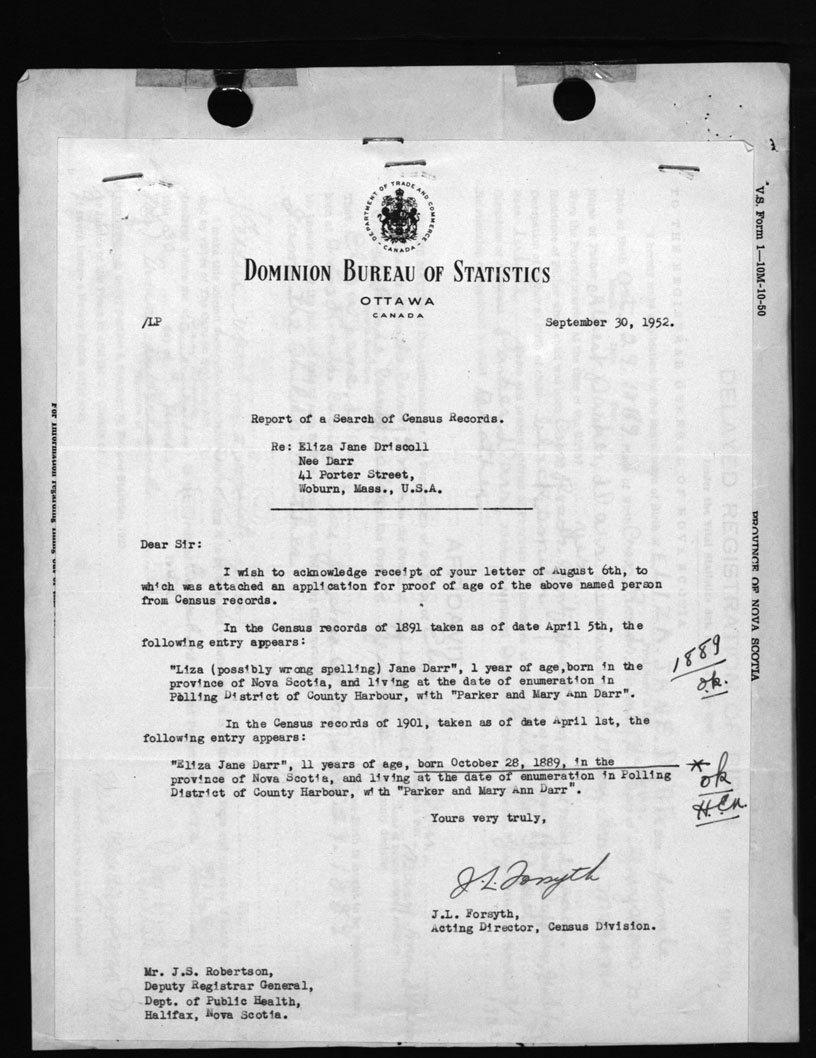 DEPARTMENT OF TRADE AND COMMERCE
CANADA
DOMINION BUREAU OF STATISTICS
OTTAWA
CANADA
/LP
September 30, 1952.
V.S. Form 1—10M-10-50
Report of a Search of Census Records.
Re: Eliza Jane Driscoll
Nee Darr
41 Porter Street,
Woburn, Mass., U.S.A.
PROVINCE OF NOVA SCOTIA
Dear Sir:
I wish to acknowledge receipt of your letter of August 6th, to
which was attached an application for proof of age of the above named person
from Census records.
In the Census records of 1891 taken as of date April 5th, the
following entry appears:
"Liza (possibly wrong spelling) Jane Darr", 1 year of age,born in the
province of Nova Scotia, and living at the date of enumeration in
Polling District of County Harbour, with "Parker and Mary Ann Darr".
1889
o.k.
In the Census records of 1901, taken as of date April 1st, the
following entry appears:
"Eliza Jane Darr", 11 years of age, born October 28, 1889, in the
province of Nova Scotia, and living at the date of enumeration in Polling
District of County Harbour, with "Parker and Mary Ann Darr".
*
ok
Yours very truly,
J.L. Forsyth
J.L. Forsyth,
Acting Director, Census Division.
Mr. J.S. Robertson,
Deputy Registrar General,
Dept. of Public Health,
Halifax, Nova Scotia.